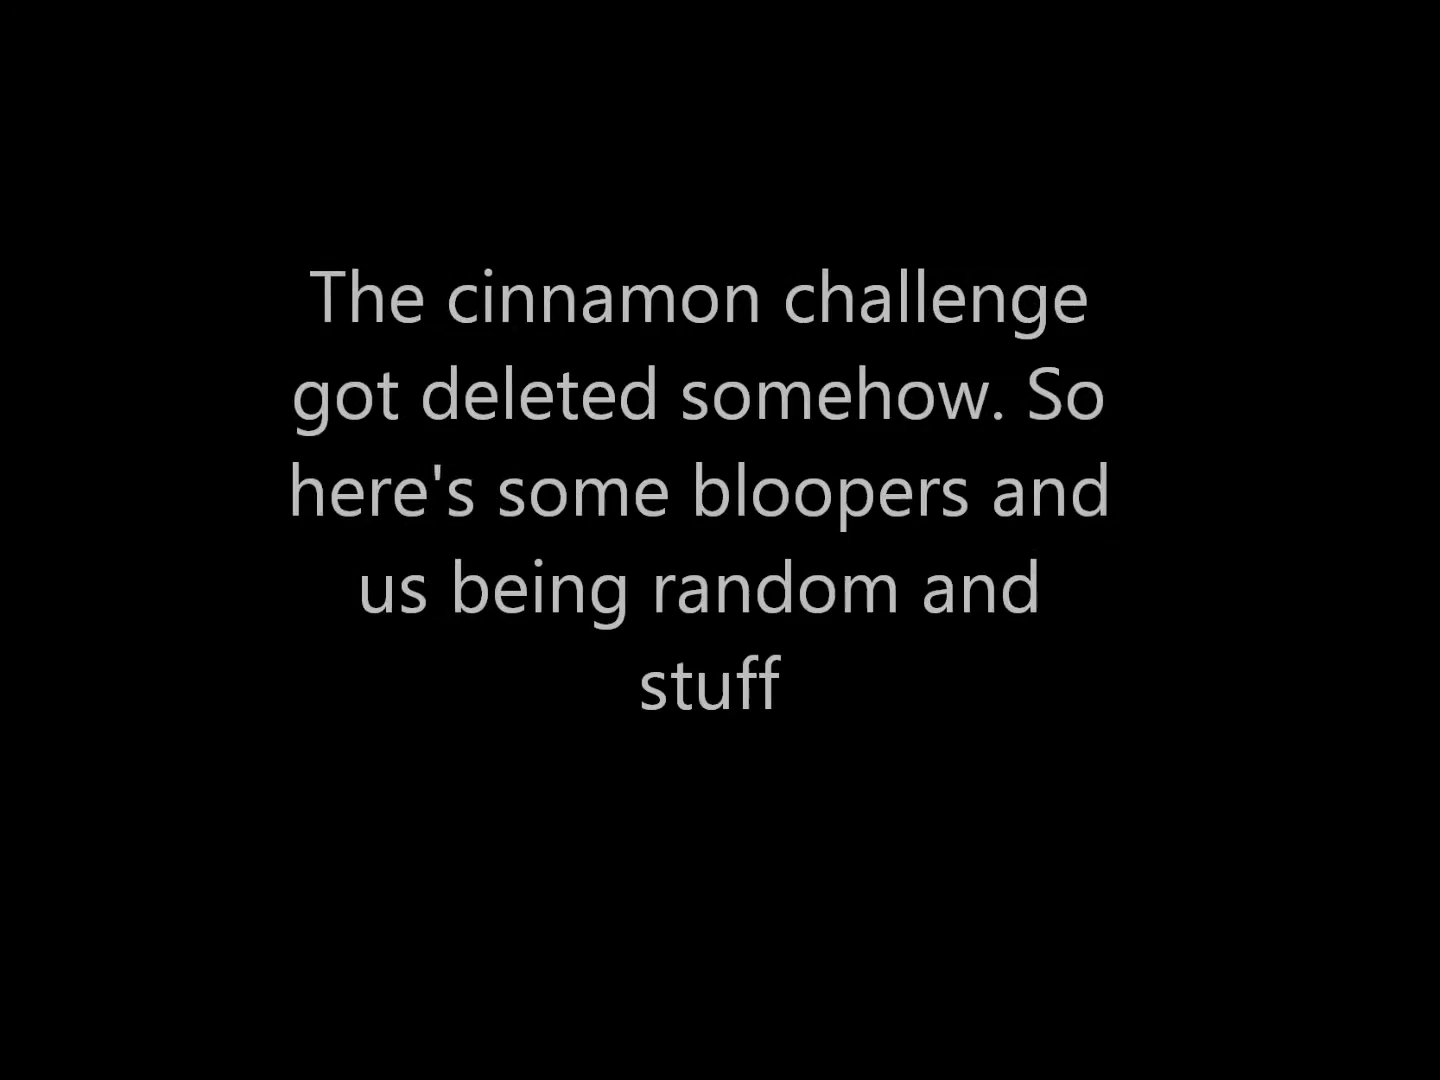 The cinnamon challenge
got deleted somehow. So
here's some bloopers and
us being random and
stuff